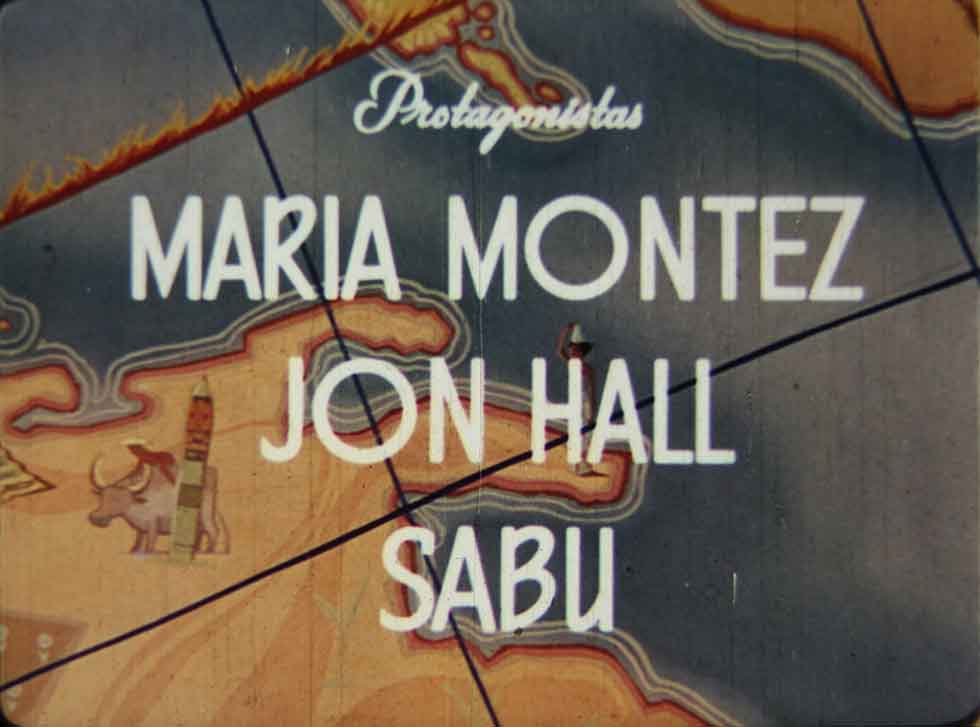 Protagonistas
MARIA MONTEZ
JON HALL
SABU